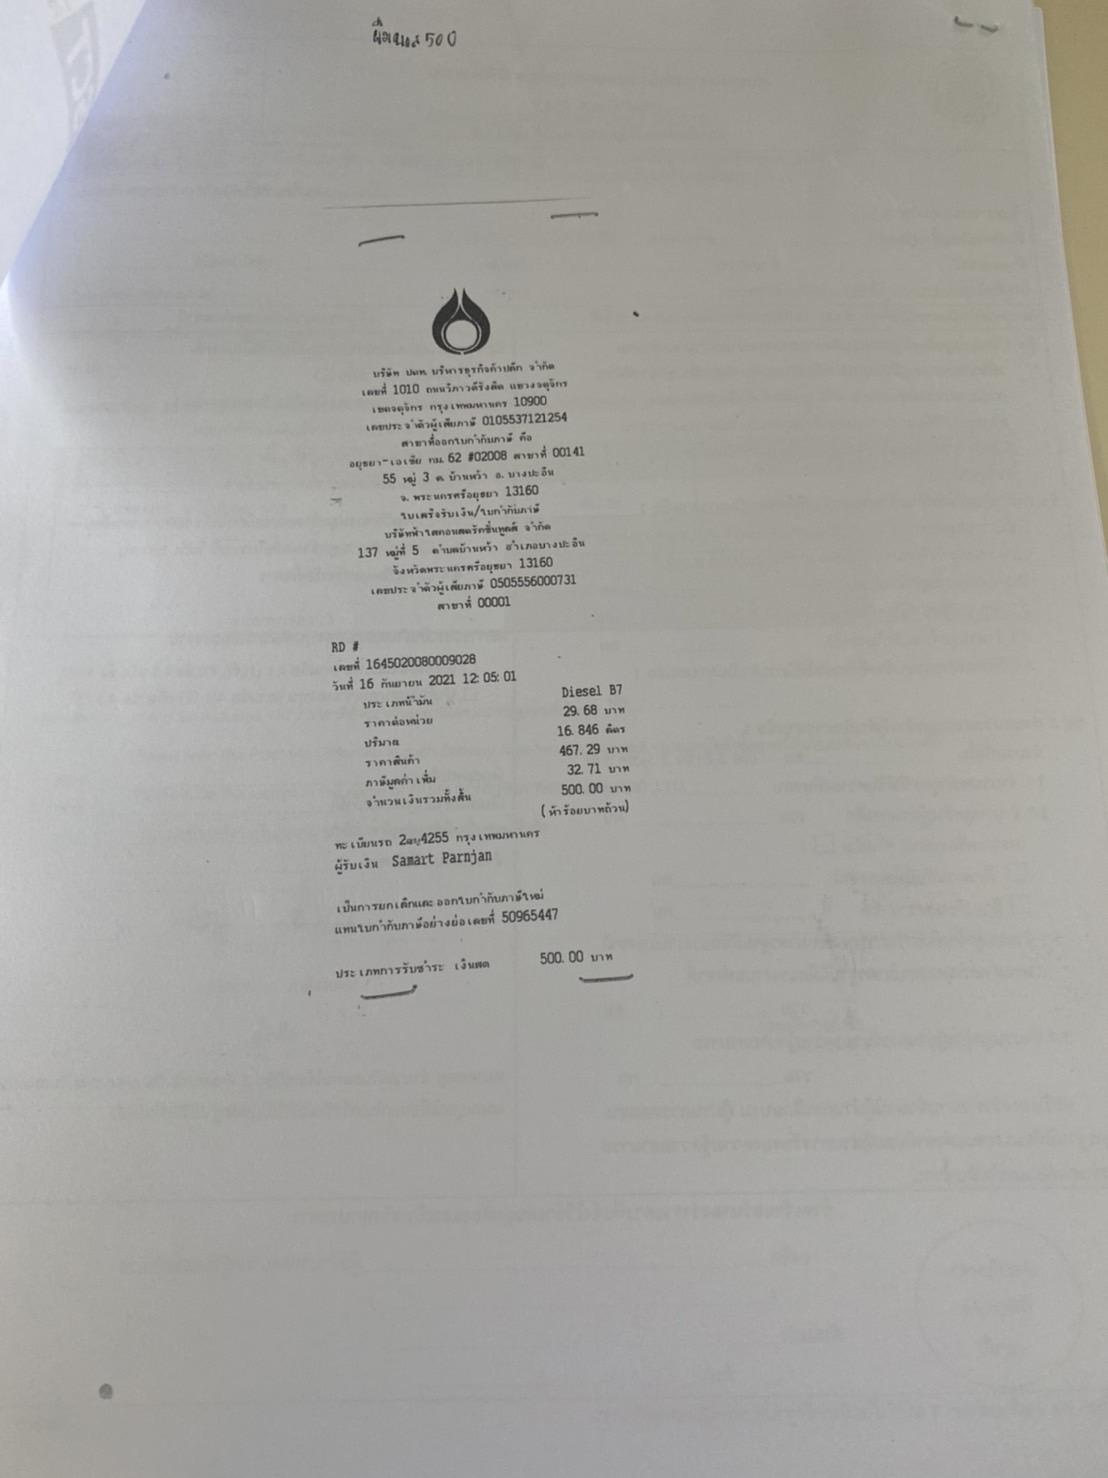 500
บริษัท ปตท. บริหารธุรกิจค้าปลีก จำกัด
เลขที่ 1010 ถนนวิภาวดีรังสิต แขวงจตุจักร
เขตจตุจักร กรุงเทพมหานคร 10900
เลขประจำตัวผู้เสียภาษี 0105537121254
สาขาที่ออกใบกำกับภาษี คือ
อยุธยา-เอเซีย กม. 62 #02008 สาขาที่ 00141
55 หมู่ 3 ต. บ้านหว้า อ. บางปะอิน
จ. พระนครศรีอยุธยา 13160
ใบเสร็จรับเงิน/ใบกำกับภาษี
บริษัทฟ้าใสคอนสตรัคชั่นทูลส์ จำกัด
137 หมู่ที่ 5 ตำบลบ้านหว้า อำเภอบางปะอิน
จังหวัดพระนครศรีอยุธยา 13160
เลขประจำตัวผู้เสียภาษี 0505556000731
สาขาที่ 00001
RD #
เลขที่ 1645020080009028
วันที่ 16 กันยายน 2021 12:05:01
ประเภทน้ำมัน Diesel B7
ราคาต่อหน่วย 29.68 บาท
ปริมาณ 16.846 ลิตร
ราคาสินค้า 467.29 บาท
ภาษีมูลค่าเพิ่ม 32.71 บาท
จำนวนเงินรวมทั้งสิ้น 500.00 บาท
(ห้าร้อยบาทถ้วน)
ทะเบียนรถ 2ฒบ4255 กรุงเทพมหานคร
ผู้รับเงิน Samart Parnjan
เป็นการยกเลิกและออกใบกำกับภาษีใหม่
แทนใบกำกับภาษีอย่างย่อเลขที่ 50965447
ประเภทการรับชำระ เงินสด 500.00 บาท